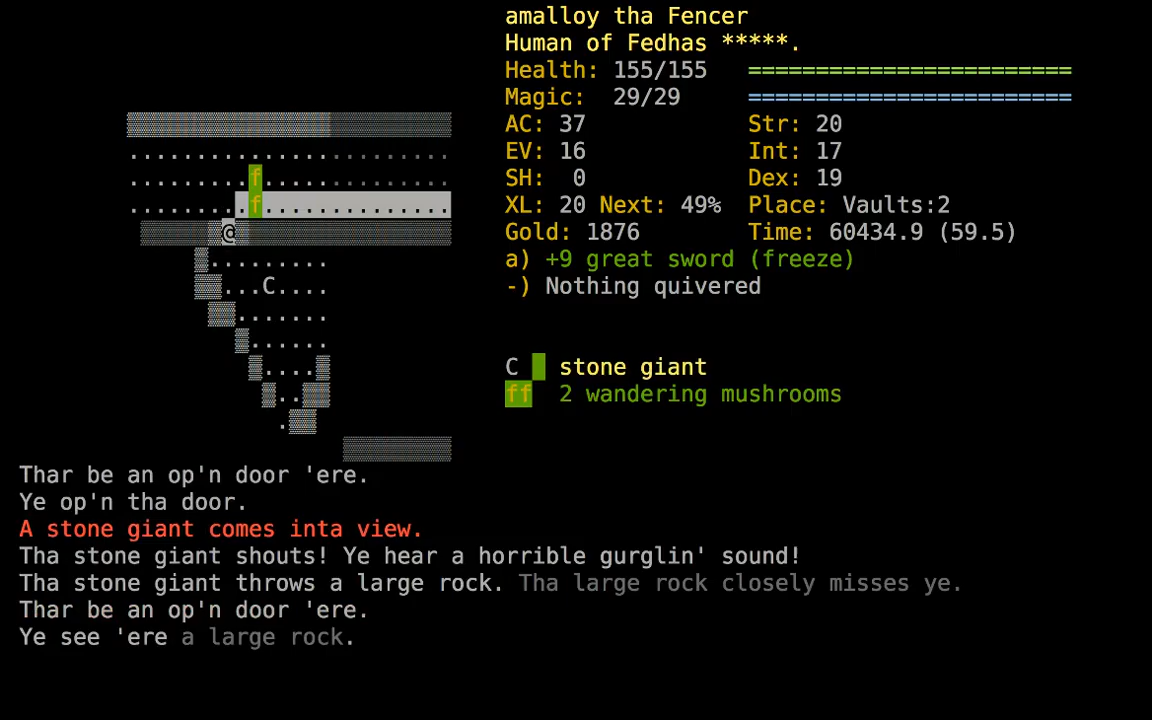 amalloy tha Fencer
Human of Fedhas *****.
Health: 155/155 ========================
Magic: 29/29 ========================
AC: 37 Str: 20
EV: 16 Int: 17
SH: 0 Dex: 19
XL: 20 Next: 49% Place: Vaults:2
Gold: 1876 Time: 60434.9 (59.5)
a) +9 great sword (freeze)
-) Nothing quivered
C stone giant
ff 2 wandering mushrooms
........................
.........f..............
.........f..............
@
.........
...C....
.......
......
....
..
.
Thar be an op'n door 'ere.
Ye op'n tha door.
A stone giant comes inta view.
Tha stone giant shouts! Ye hear a horrible gurglin' sound!
Tha stone giant throws a large rock. Tha large rock closely misses ye.
Thar be an op'n door 'ere.
Ye see 'ere a large rock.